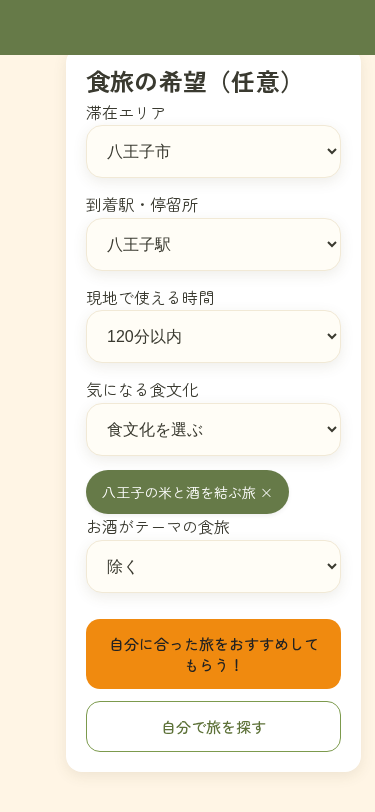 食旅の希望（任意）
滞在エリア
八王子市
到着駅・停留所
八王子駅
現地で使える時間
120分以内
気になる食文化
食文化を選ぶ
八王子の米と酒を結ぶ旅 ×
お酒がテーマの食旅
除く
自分に合った旅をおすすめして
もらう！
自分で旅を探す